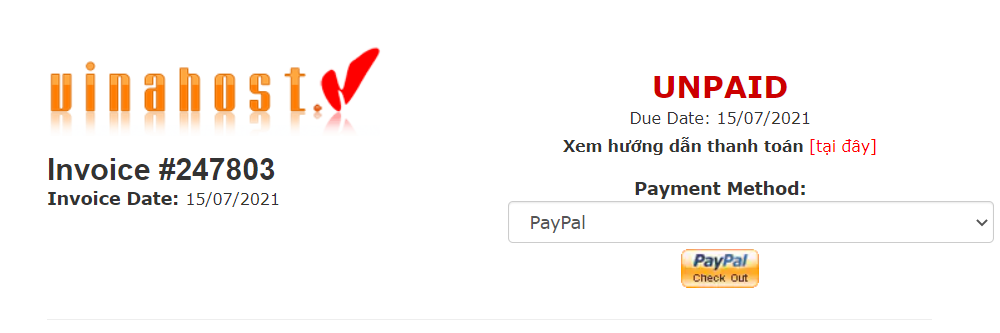 vinahost.
Invoice #247803
Invoice Date: 15/07/2021
UNPAID
Due Date: 15/07/2021
Xem hướng dẫn thanh toán [tại đây]
Payment Method:
PayPal
PayPal
Check Out